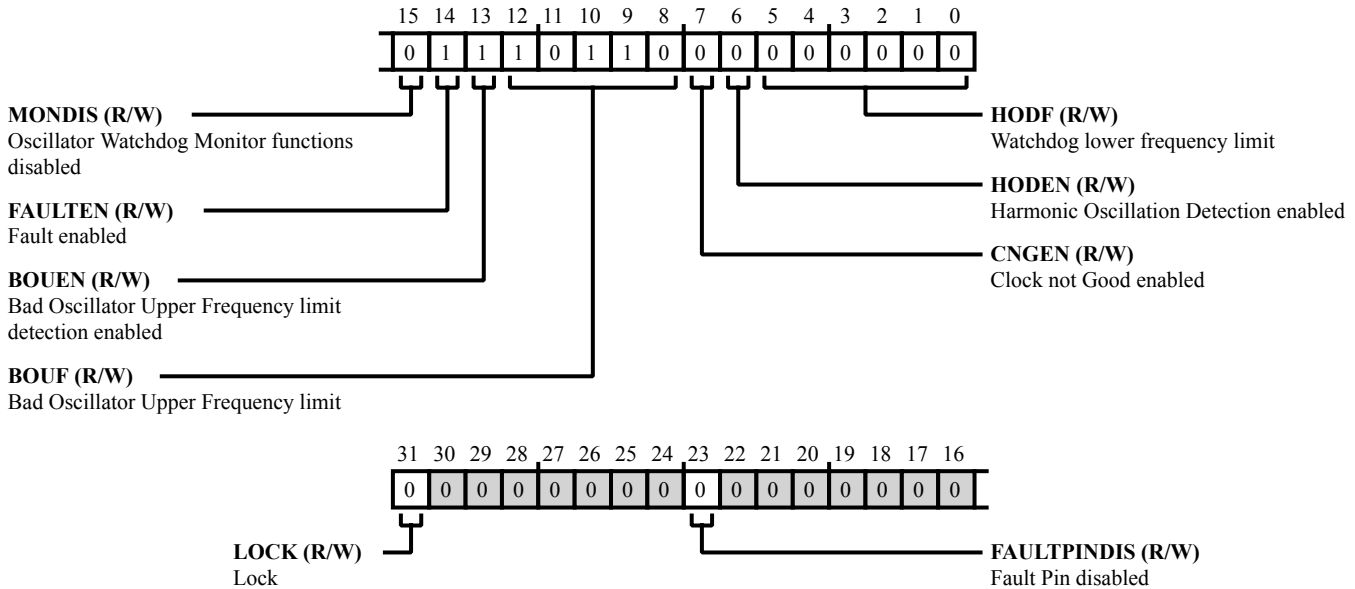 15 14 13 12 11 10 9 8 7 6 5 4 3 2 1 0
0 1 1 1 0 1 1 0 0 0 0 0 0 0 0 0
MONDIS (R/W)
Oscillator Watchdog Monitor functions
disabled
FAULTEN (R/W)
Fault enabled
BOUEN (R/W)
Bad Oscillator Upper Frequency limit
detection enabled
BOUF (R/W)
Bad Oscillator Upper Frequency limit
HODF (R/W)
Watchdog lower frequency limit
HODEN (R/W)
Harmonic Oscillation Detection enabled
CNGEN (R/W)
Clock not Good enabled
31 30 29 28 27 26 25 24 23 22 21 20 19 18 17 16
0 0 0 0 0 0 0 0 0 0 0 0 0 0 0 0
LOCK (R/W)
Lock
FAULTPINDIS (R/W)
Fault Pin disabled